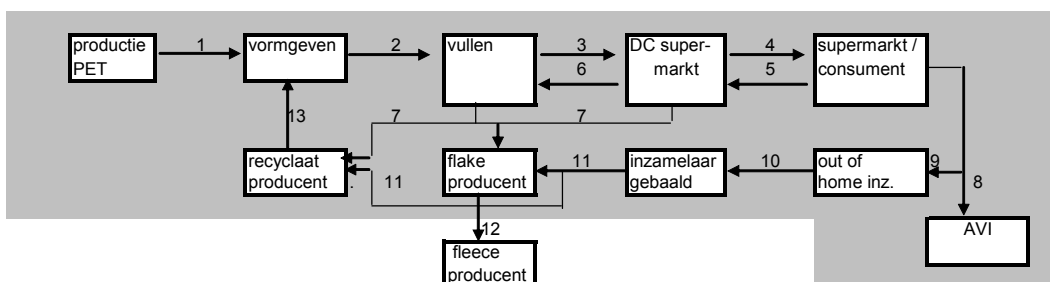 productie
PET
1
vormgeven
2
vullen
3
6
DC super-
markt
4
5
supermarkt /
consument
13
7
7
recyclaat
producent
.
11
flake
producent
11
inzamelaar
gebaald
10
out of
home inz.
9
8
12
AVI
fleece
producent